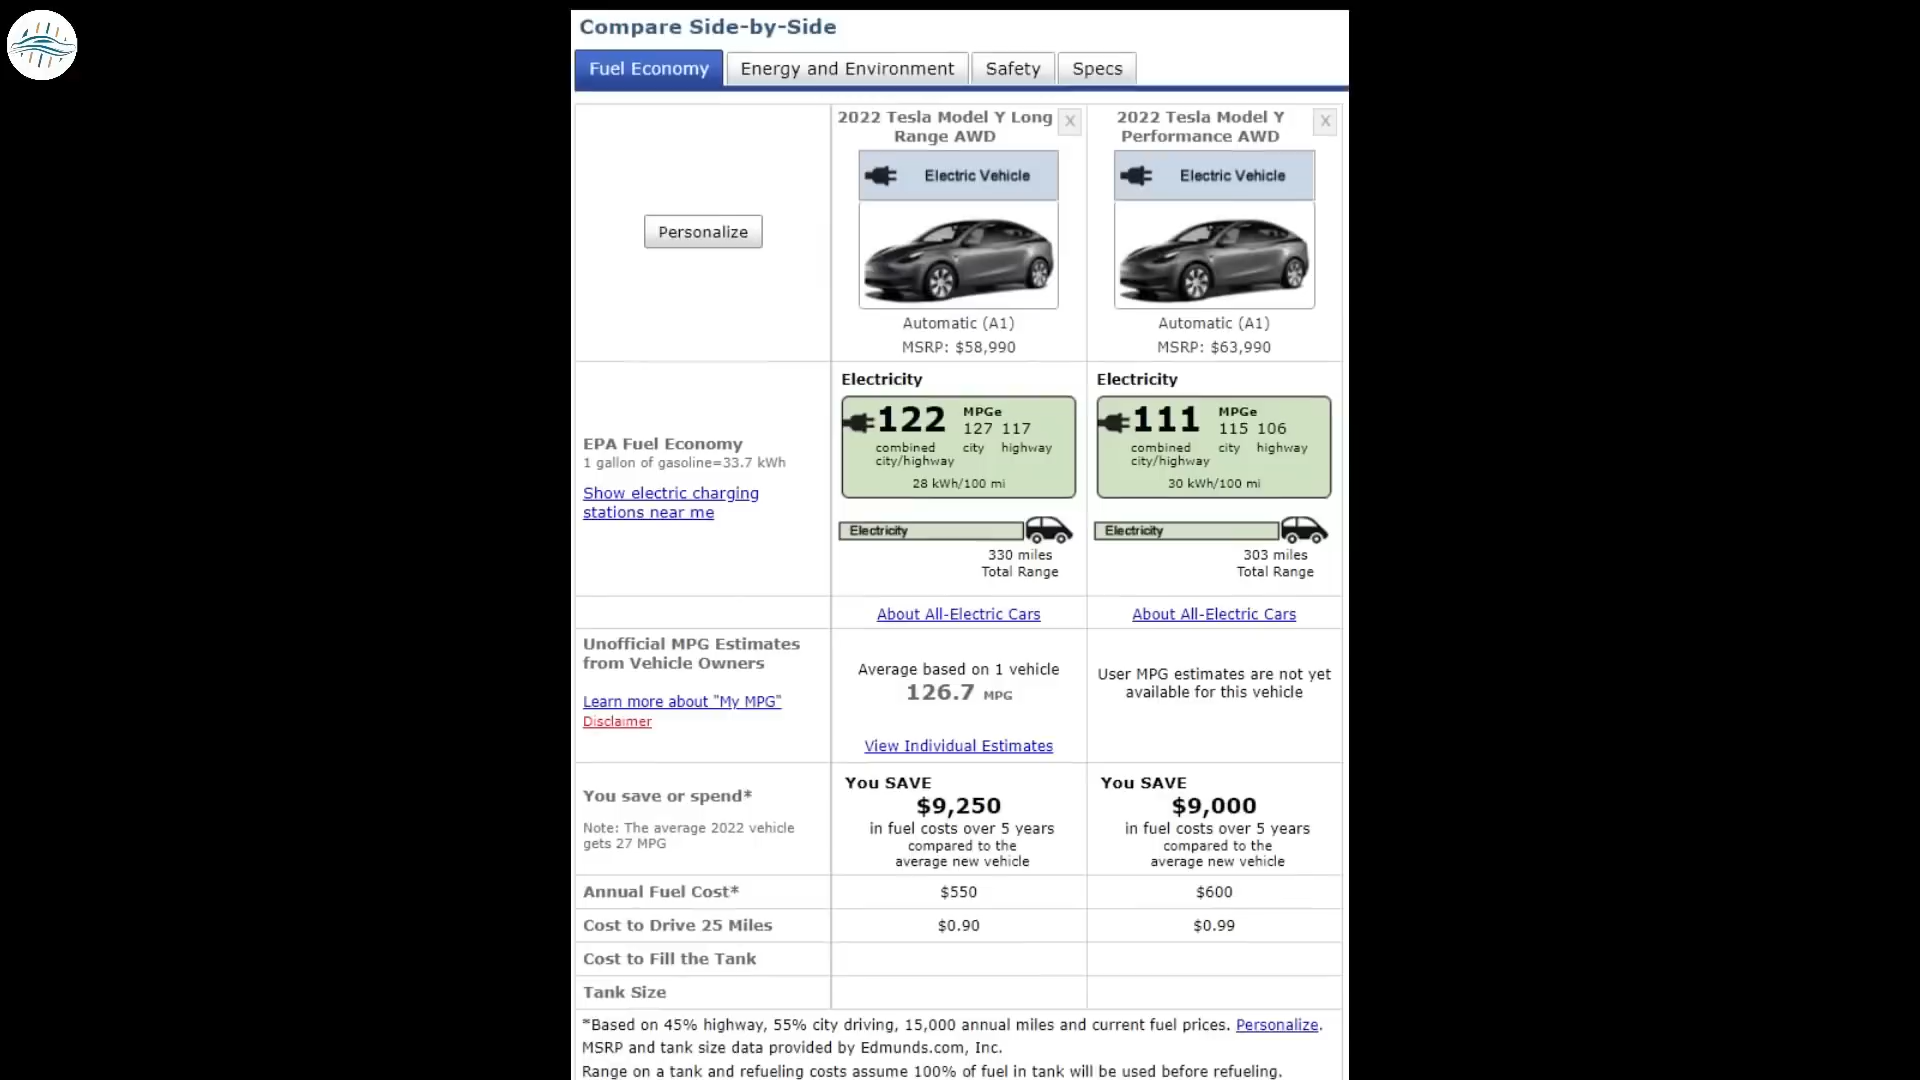 Compare Side-by-Side
Fuel Economy
Energy and Environment
Safety
Specs
2022 Tesla Model Y Long
Range AWD
X
2022 Tesla Model Y
Performance AWD
X
Personalize
Electric Vehicle
Electric Vehicle
Automatic (A1)
MSRP: $58,990
Automatic (A1)
MSRP: $63,990
EPA Fuel Economy
1 gallon of gasoline=33.7 kWh
Show electric charging
stations near me
Electricity
122
MPGe
127 117
combined
city/highway
city
highway
28 kWh/100 mi
Electricity
330 miles
Total Range
Electricity
111
MPGe
115 106
combined
city/highway
city
highway
30 kWh/100 mi
Electricity
303 miles
Total Range
About All-Electric Cars
About All-Electric Cars
Unofficial MPG Estimates
from Vehicle Owners
Learn more about "My MPG"
Disclaimer
Average based on 1 vehicle
126.7 MPG
View Individual Estimates
User MPG estimates are not yet
available for this vehicle
You save or spend*
Note: The average 2022 vehicle
gets 27 MPG
You SAVE
$9,250
in fuel costs over 5 years
compared to the
average new vehicle
You SAVE
$9,000
in fuel costs over 5 years
compared to the
average new vehicle
Annual Fuel Cost*
$550
$600
Cost to Drive 25 Miles
$0.90
$0.99
Cost to Fill the Tank
Tank Size
*Based on 45% highway, 55% city driving, 15,000 annual miles and current fuel prices. Personalize.
MSRP and tank size data provided by Edmunds.com, Inc.
Range on a tank and refueling costs assume 100% of fuel in tank will be used before refueling.